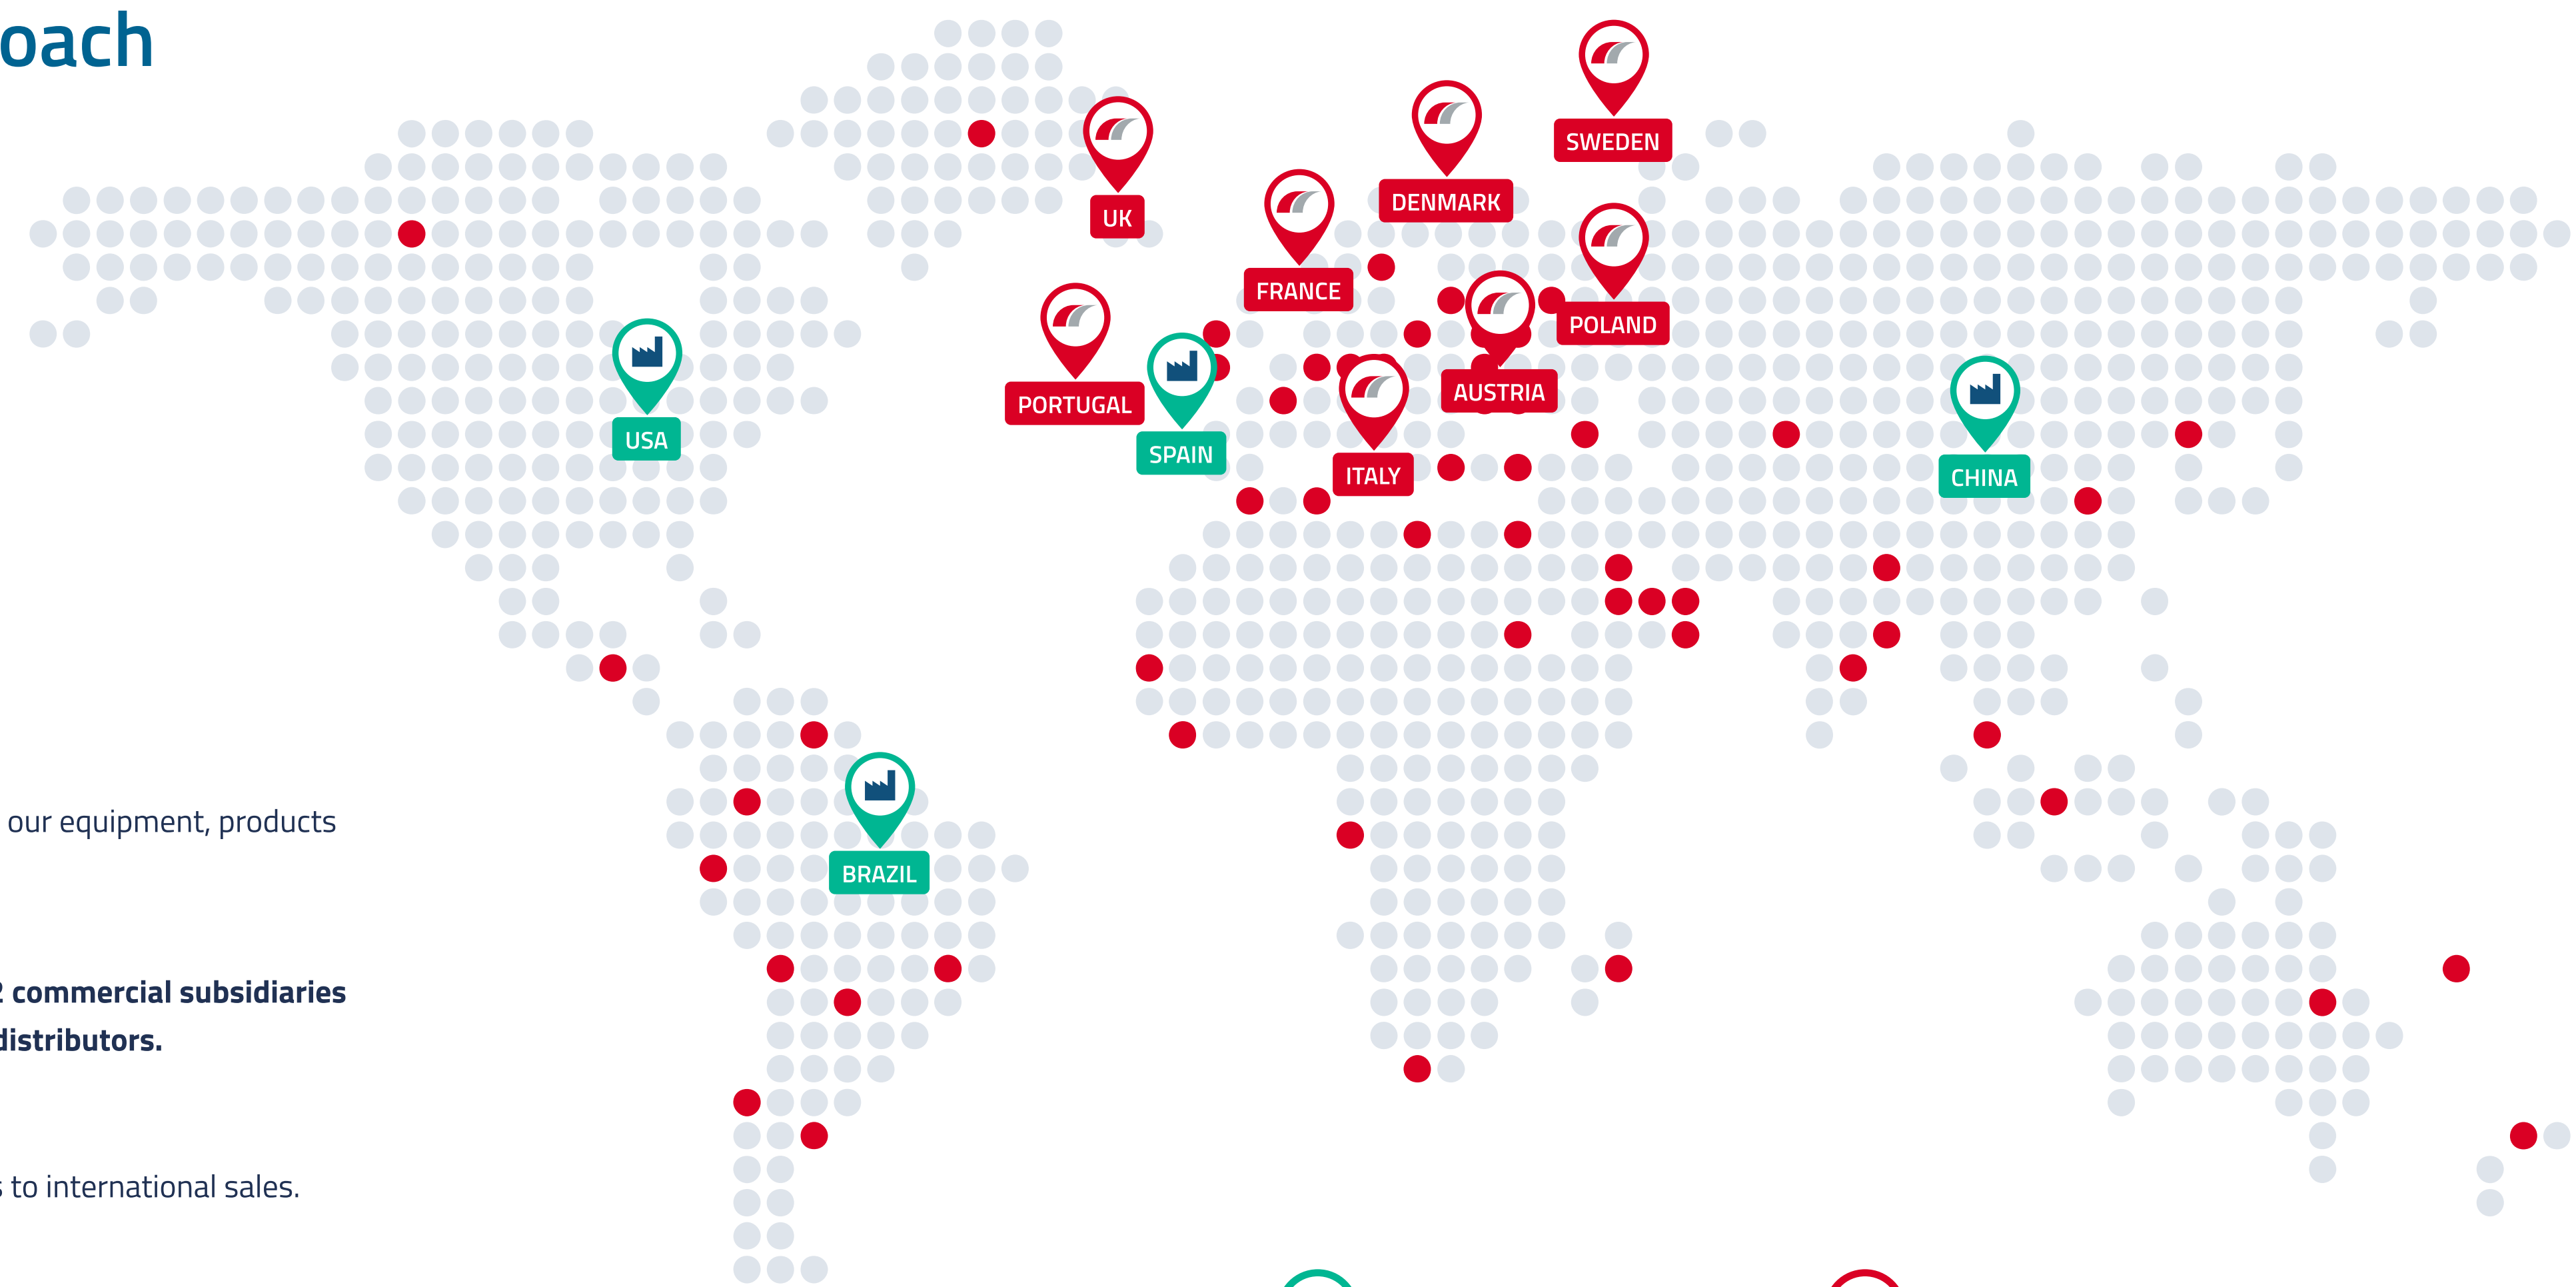 oach
SWEDEN
DENMARK
UK
FRANCE
POLAND
PORTUGAL
AUSTRIA
USA
SPAIN
ITALY
CHINA
our equipment, products
BRAZIL
2 commercial subsidiaries
distributors.
s to international sales.